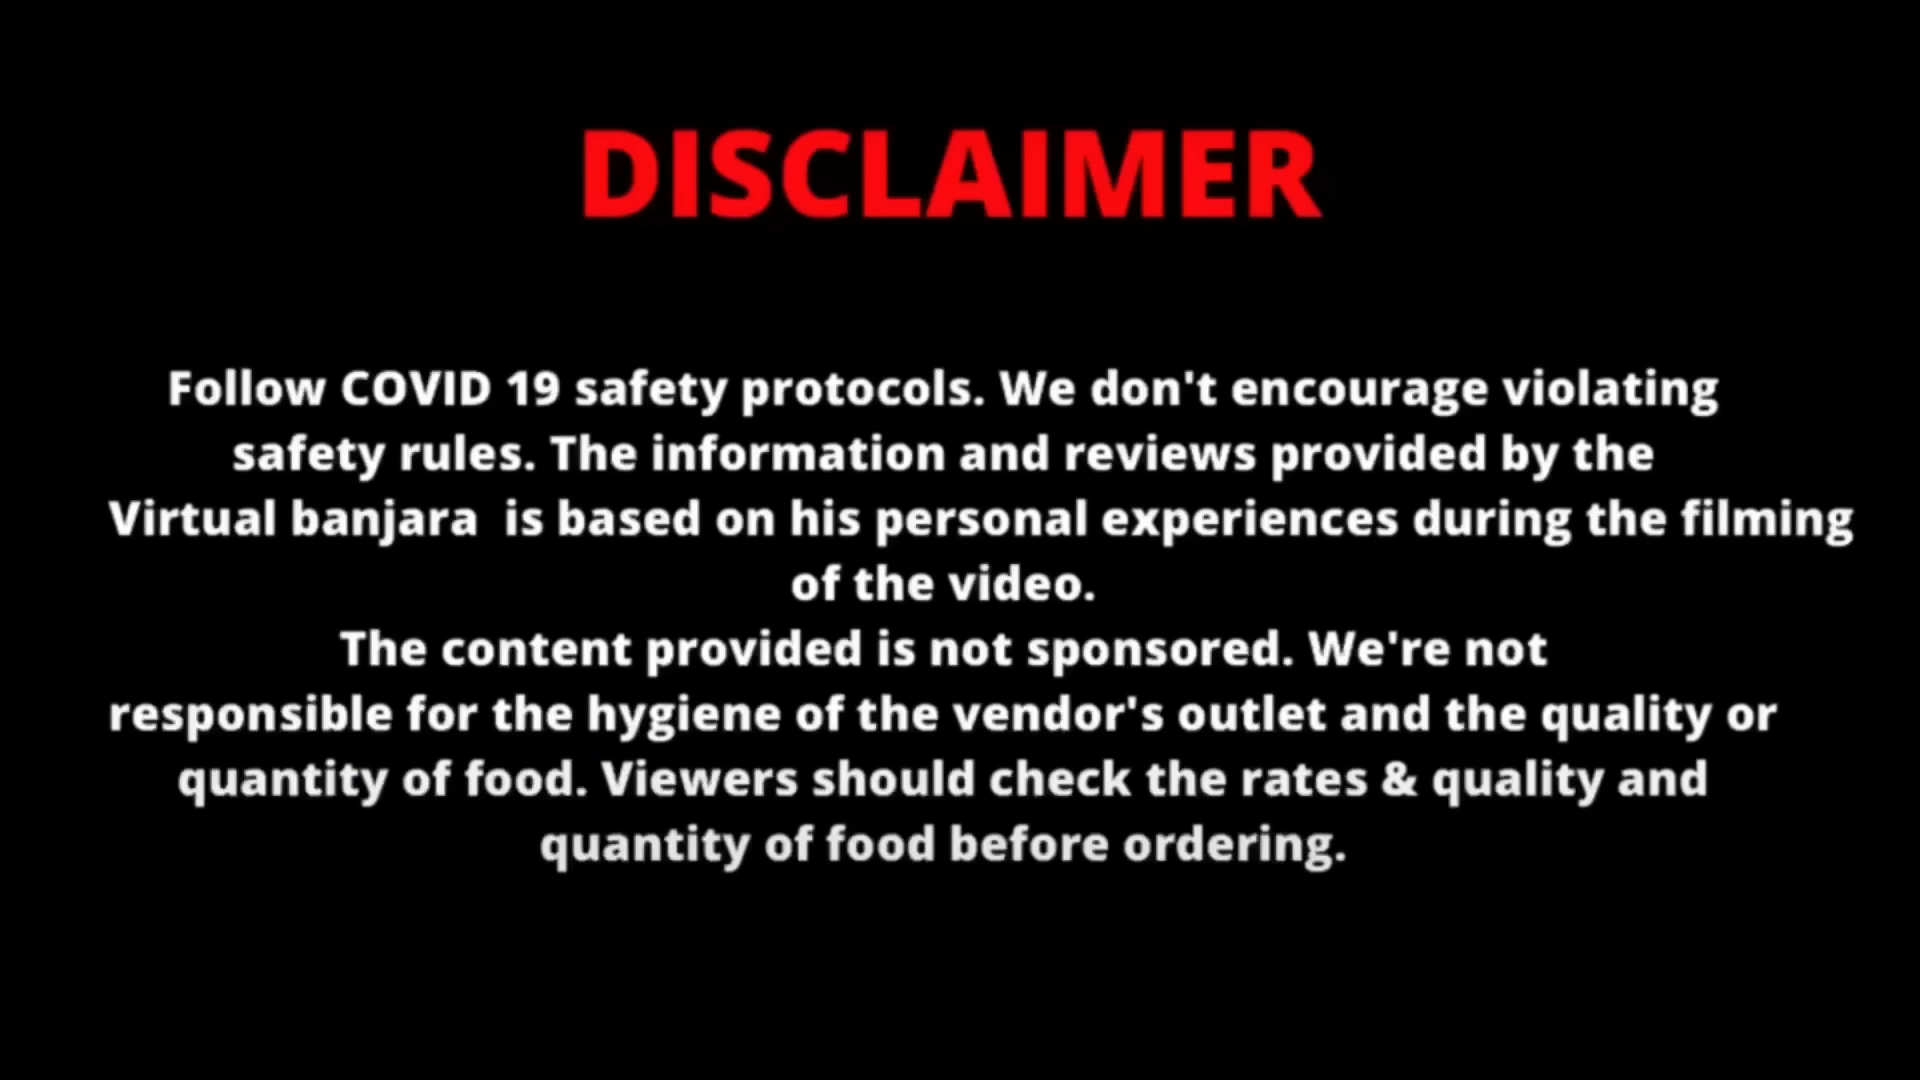 DISCLAIMER
Follow COVID 19 safety protocols. We don't encourage violating
safety rules. The information and reviews provided by the
Virtual banjara  is based on his personal experiences during the filming
of the video.
The content provided is not sponsored. We're not
responsible for the hygiene of the vendor's outlet and the quality or
quantity of food. Viewers should check the rates & quality and
quantity of food before ordering.